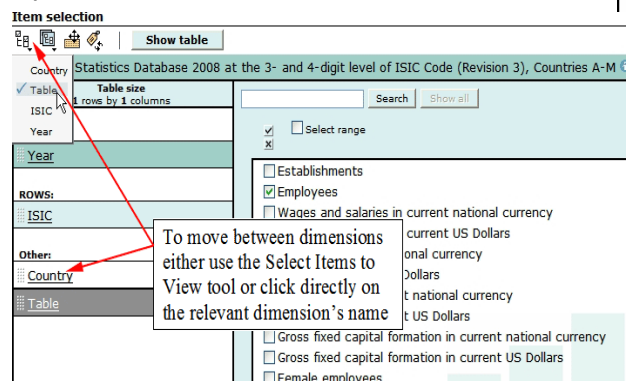 Item selection
Show table
Country
Table
ISIC
Year
Statistics Database 2008 at the 3- and 4-digit level of ISIC Code (Revision 3), Countries A-M
Table size
1 rows by 1 columns
Search
Show all
Select range
Year
ROWS:
ISIC
Other:
Country
Table
Establishments
Employees
Wages and salaries in current national currency
current US Dollars
onal currency
Dollars
t national currency
t US Dollars
Gross fixed capital formation in current national currency
Gross fixed capital formation in current US Dollars
Female employees
To move between dimensions
either use the Select Items to
View tool or click directly on
the relevant dimension's name